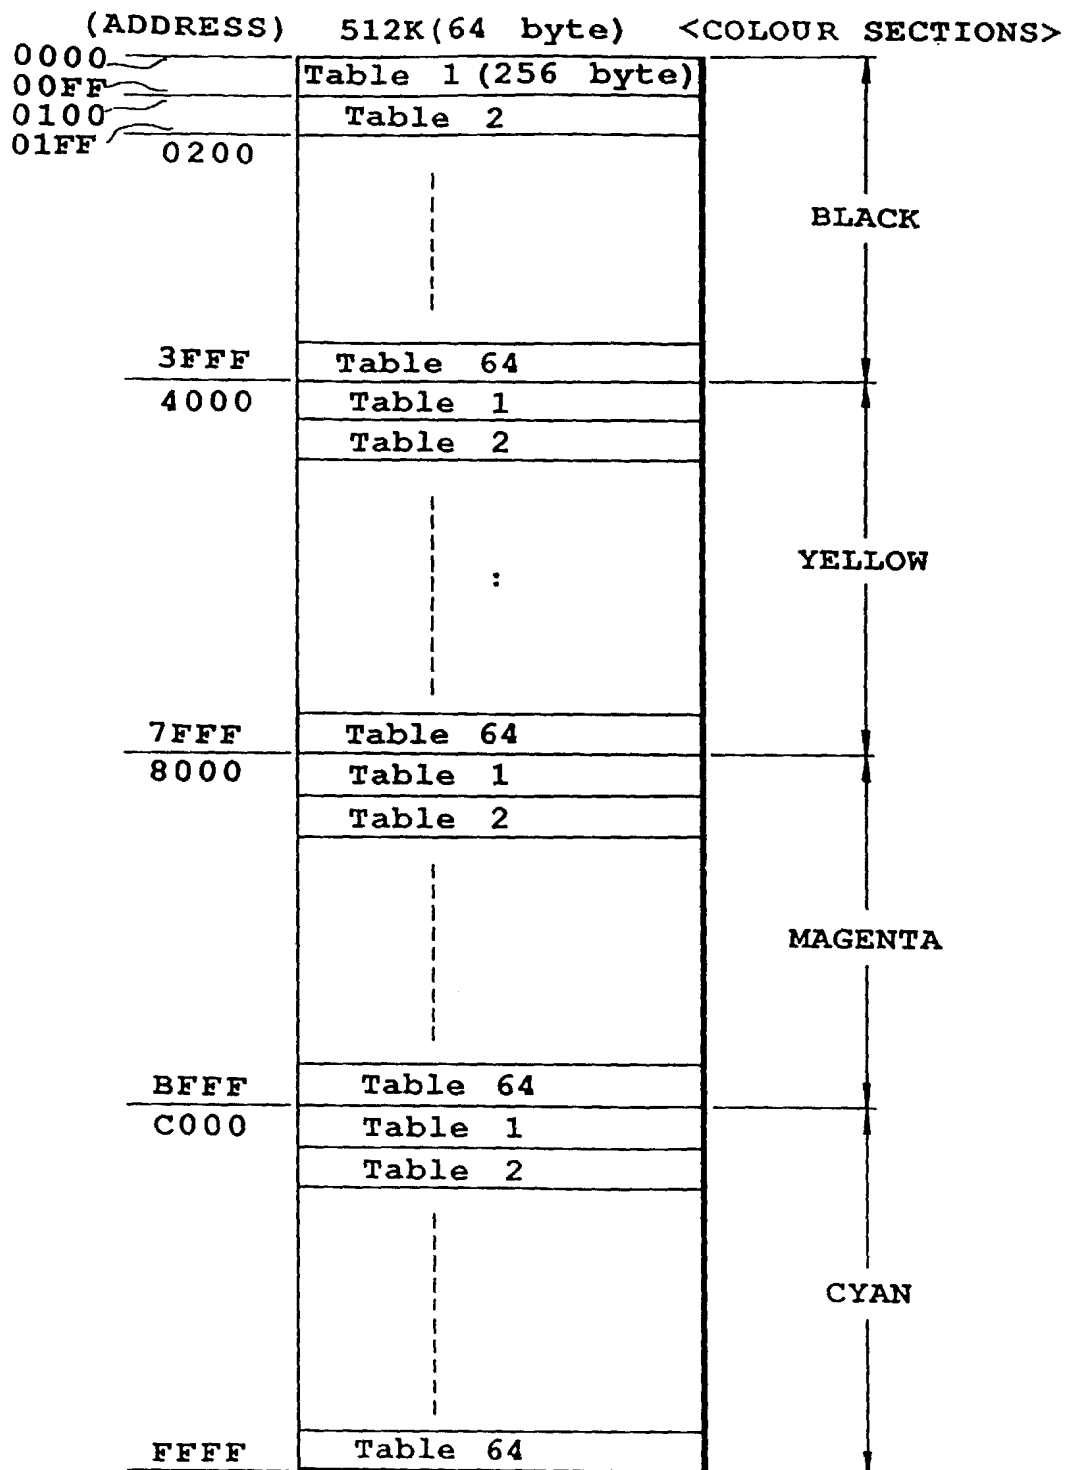 (ADDRESS) 512K(64 byte) <COLOUR SECTIONS>
0000
Table 1 (256 byte)
00FF
0100
Table 2
01FF
0200
BLACK
3FFF
Table 64
4000
Table 1
Table 2
YELLOW
:
7FFF
Table 64
8000
Table 1
Table 2
MAGENTA
BFFF
Table 64
C000
Table 1
Table 2
CYAN
FFFF
Table 64